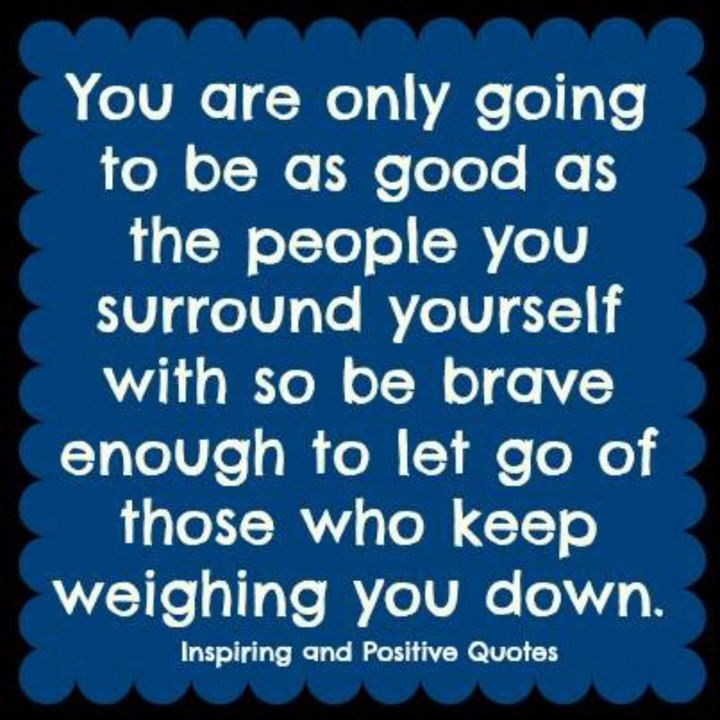 You are only going
to be as good as
the people you
surround yourself
with so be brave
enough to let go of
those who keep
weighing you down.
Inspiring and Positive Quotes